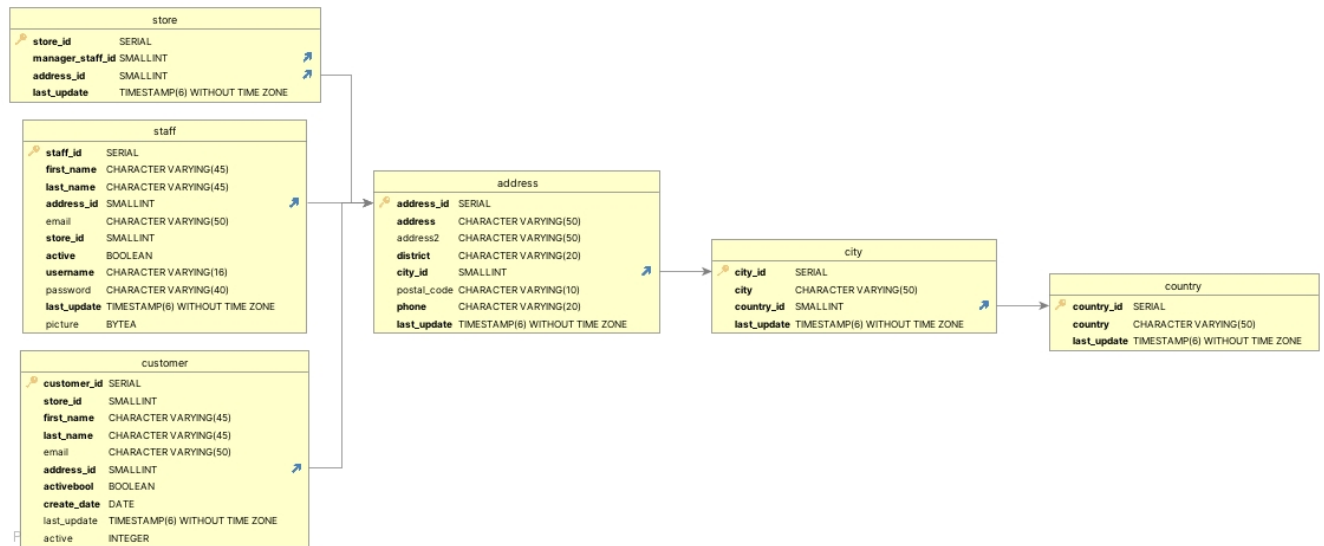 store
store_id SERIAL
manager_staff_id SMALLINT
address_id SMALLINT
last_update TIMESTAMP(6) WITHOUT TIME ZONE
staff
staff_id SERIAL
first_name CHARACTER VARYING(45)
last_name CHARACTER VARYING(45)
address_id SMALLINT
email CHARACTER VARYING(50)
store_id SMALLINT
active BOOLEAN
username CHARACTER VARYING(16)
password CHARACTER VARYING(40)
last_update TIMESTAMP(6) WITHOUT TIME ZONE
picture BYTEA
customer
customer_id SERIAL
store_id SMALLINT
first_name CHARACTER VARYING(45)
last_name CHARACTER VARYING(45)
email CHARACTER VARYING(50)
address_id SMALLINT
activebool BOOLEAN
create_date DATE
last_update TIMESTAMP(6) WITHOUT TIME ZONE
active INTEGER
address
address_id SERIAL
address CHARACTER VARYING(50)
address2 CHARACTER VARYING(50)
district CHARACTER VARYING(20)
city_id SMALLINT
postal_code CHARACTER VARYING(10)
phone CHARACTER VARYING(20)
last_update TIMESTAMP(6) WITHOUT TIME ZONE
city
city_id SERIAL
city CHARACTER VARYING(50)
country_id SMALLINT
last_update TIMESTAMP(6) WITHOUT TIME ZONE
country
country_id SERIAL
country CHARACTER VARYING(50)
last_update TIMESTAMP(6) WITHOUT TIME ZONE